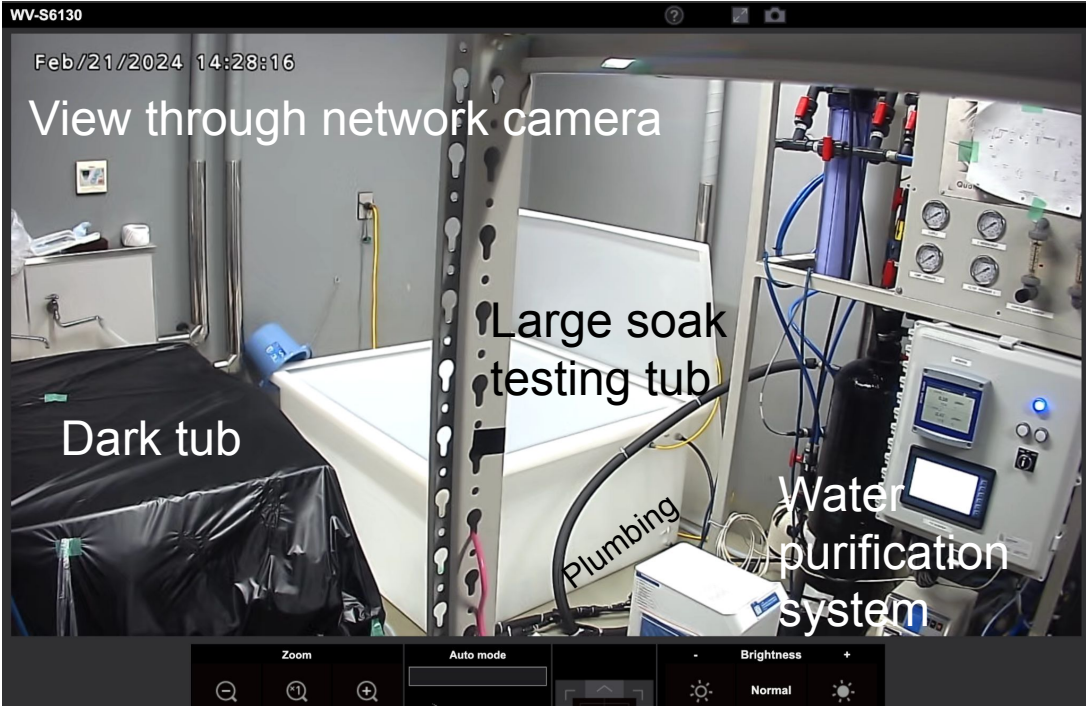 WV-S6130
Feb/21/2024 14:28:16
View through network camera
Large soak
testing tub
Dark tub
Plumbing
Water
purification
system
Zoom
Auto mode
- Brightness +
×1
Normal